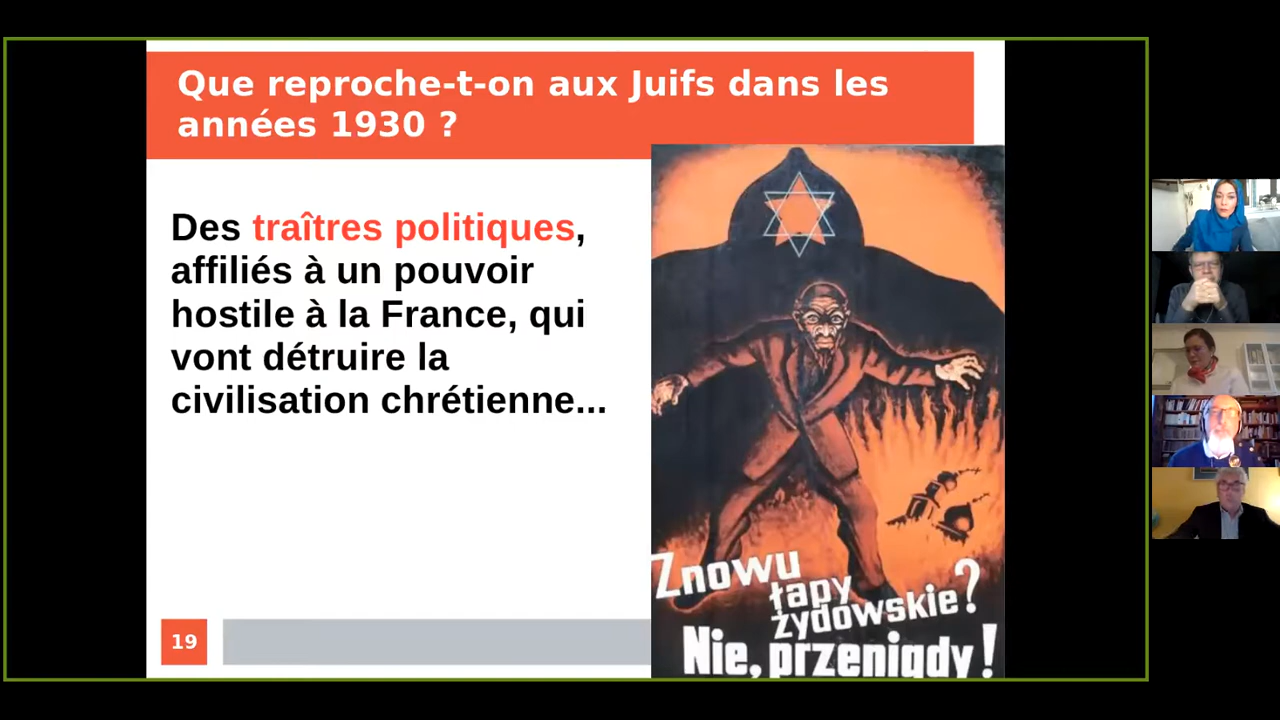 Que reproche-t-on aux Juifs dans les
années 1930 ?
Des traîtres politiques,
affiliés à un pouvoir
hostile à la France, qui
vont détruire la
civilisation chrétienne...
Znowu
łapy
żydowskie?
Nie, przenigdy!
19